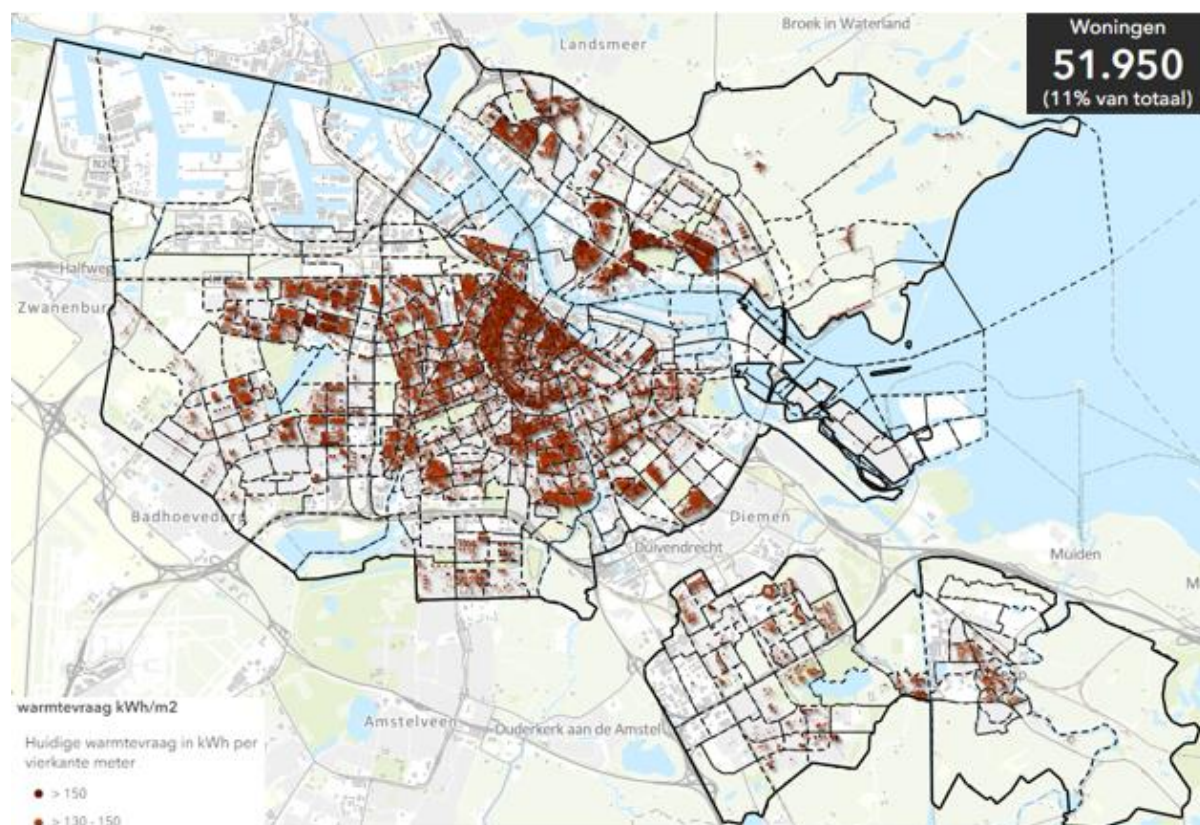 Broek in Waterland
Landsmeer
Woningen
51.950
(11% van totaal)
Halfweg
Zwanenbur
Badhoevedorp
Diemen
Duivendrecht
Muiden
M
Amstelveen
Ouderkerk aan de Amstel
warmtevraag kWh/m2
Huidige warmtevraag in kWh per
vierkante meter
> 150
> 130 - 150